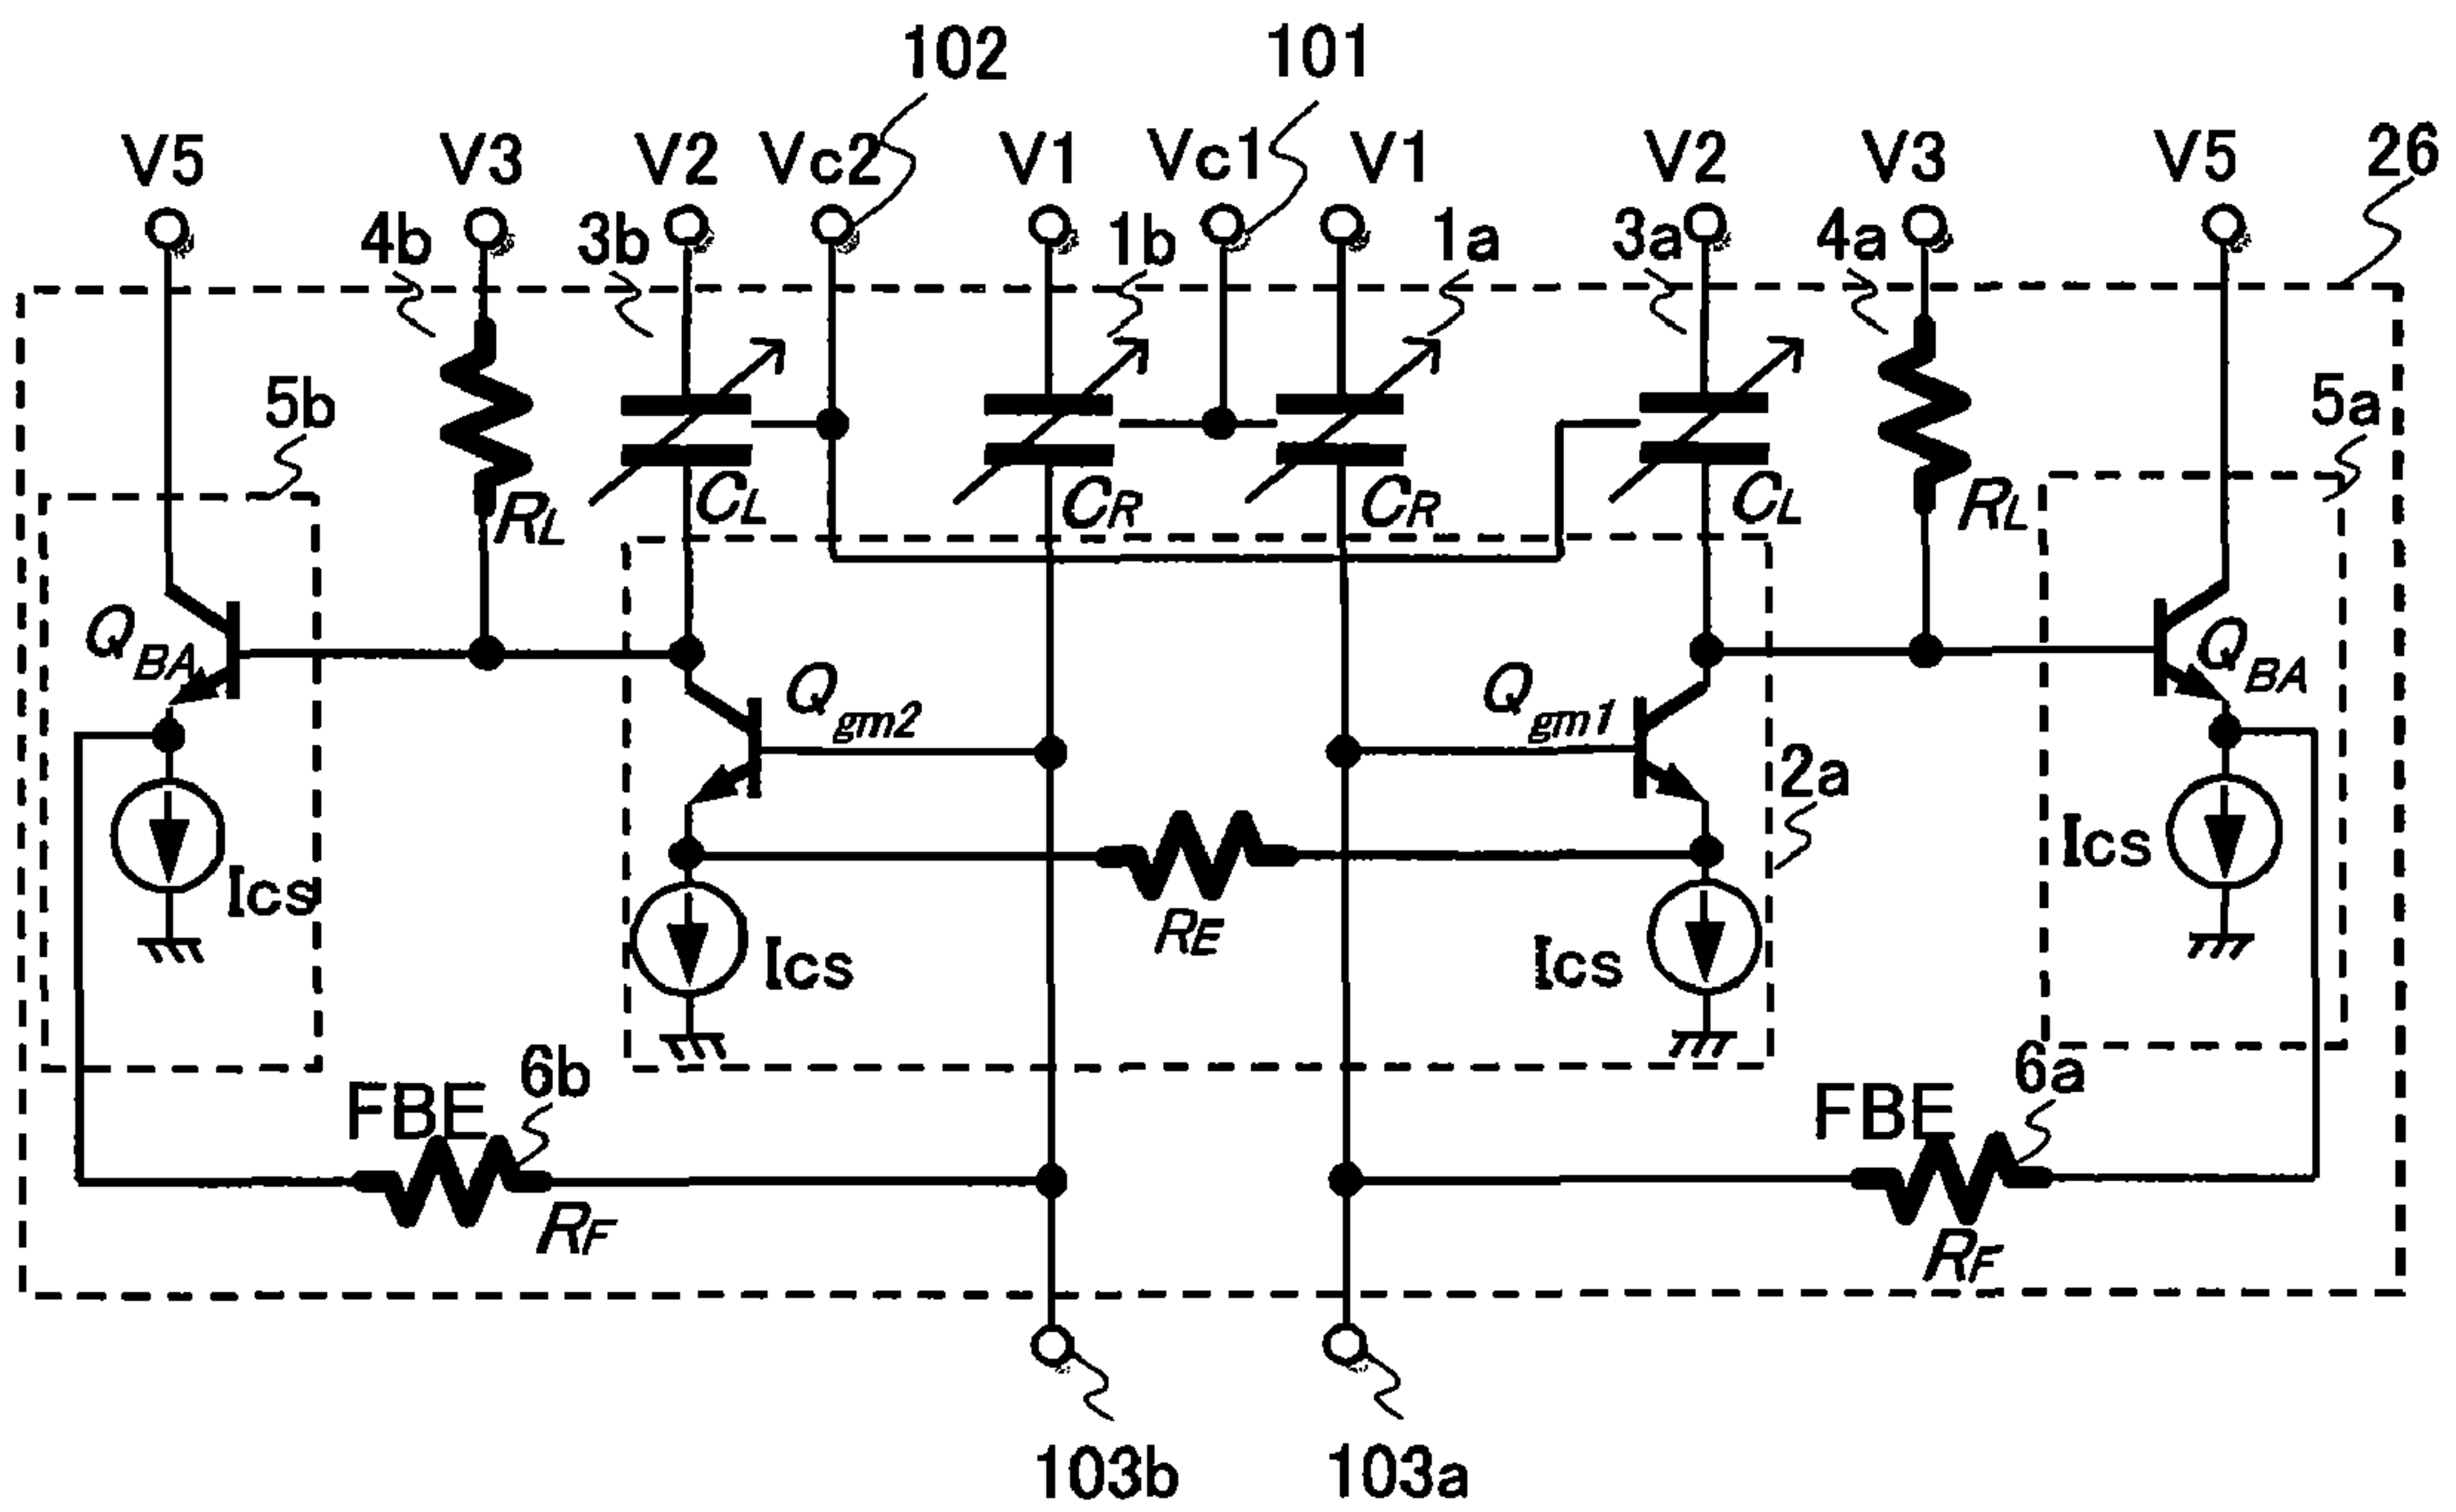 102 101
V5 V3 V2 Vc2 V1 Vc1 V1 V2 V3 V5 26
4b 3b 1b 1a 3a 4a
5b 5a
RL CL CR CR CL RL
QBA Qgm2 Qgm1 QBA
2a
Ics RE Ics
Ics Ics
FBE 6b FBE 6a
RF RF
103b 103a